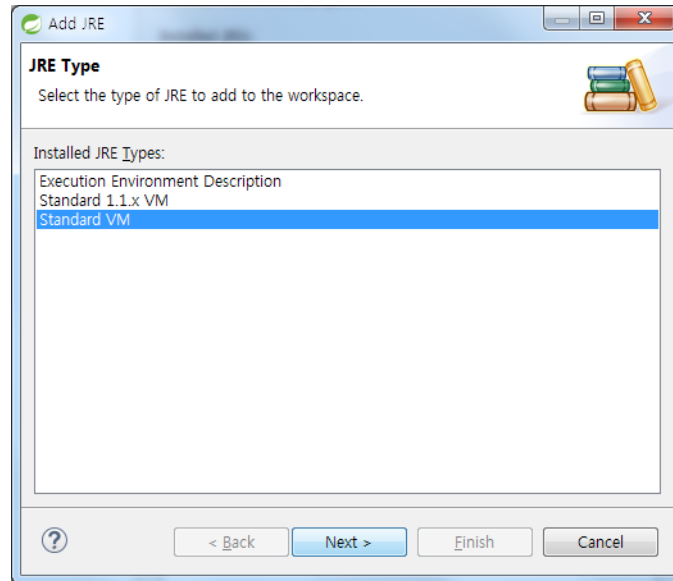 Add JRE
JRE Type
Select the type of JRE to add to the workspace.
Installed JRE Types:
Execution Environment Description
Standard 1.1.x VM
Standard VM
?
< Back
Next >
Finish
Cancel